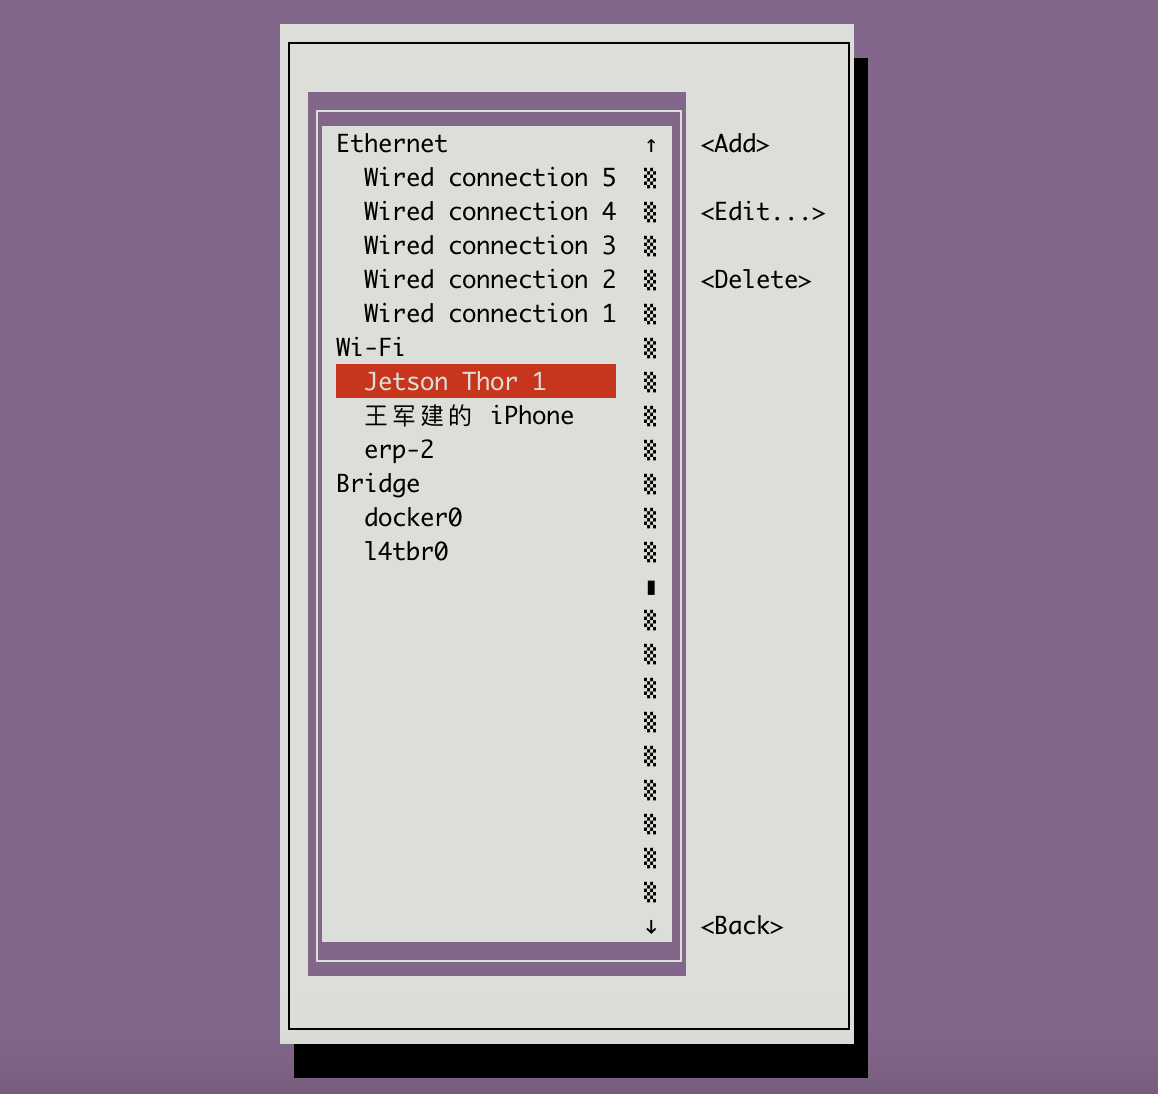 Ethernet ↑ <Add>
Wired connection 5
Wired connection 4 <Edit...>
Wired connection 3
Wired connection 2 <Delete>
Wired connection 1
Wi-Fi
Jetson Thor 1
王军建的 iPhone
erp-2
Bridge
docker0
l4tbr0
↓ <Back>